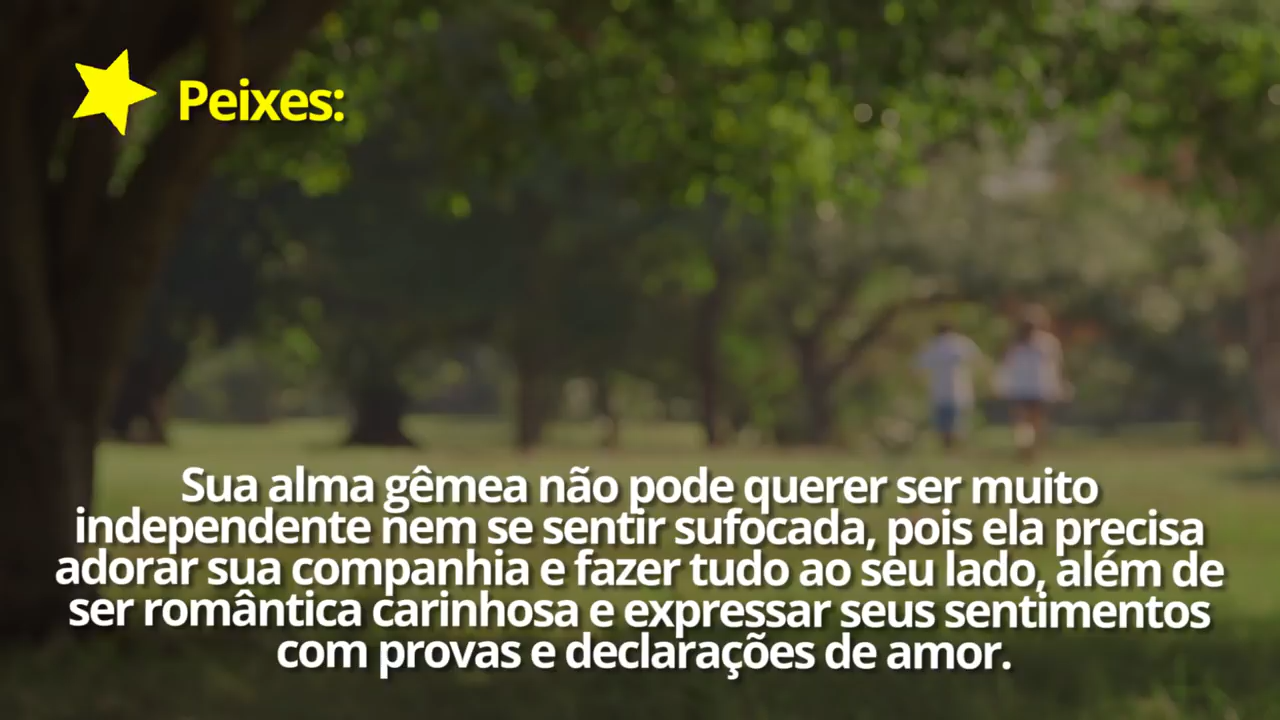 Peixes:
Sua alma gêmea não pode querer ser muito
independente nem se sentir sufocada, pois ela precisa
adorar sua companhia e fazer tudo ao seu lado, além de
ser romântica carinhosa e expressar seus sentimentos
com provas e declarações de amor.